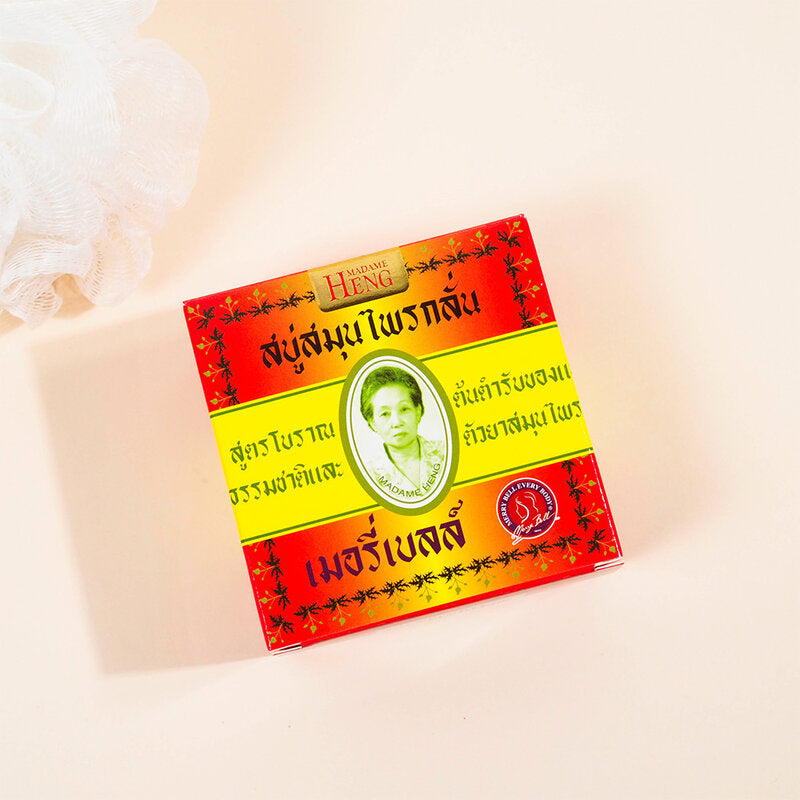 MADAME
HENG
สบู่สมุนไพรกลั่น
สูตรโบราณ
ธรรมชาติและ
ต้นตำรับของแ
ตัวยาสมุนไพร
MADAME HENG
MERRY BELL EVERY BODY
Merry Bell
เมอรี่เบลล์